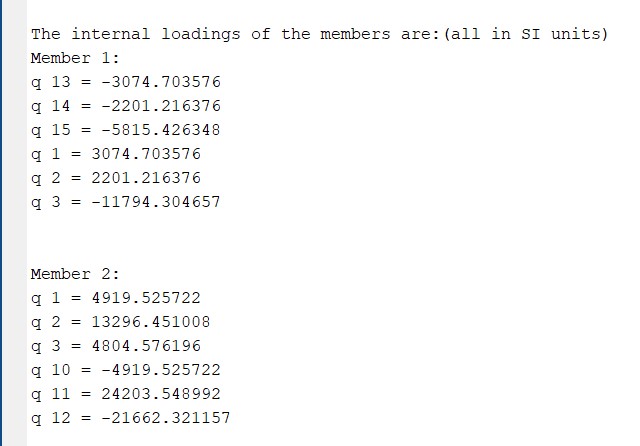 The internal loadings of the members are:(all in SI units)
Member 1:
q 13 = -3074.703576
q 14 = -2201.216376
q 15 = -5815.426348
q 1 = 3074.703576
q 2 = 2201.216376
q 3 = -11794.304657
Member 2:
q 1 = 4919.525722
q 2 = 13296.451008
q 3 = 4804.576196
q 10 = -4919.525722
q 11 = 24203.548992
q 12 = -21662.321157